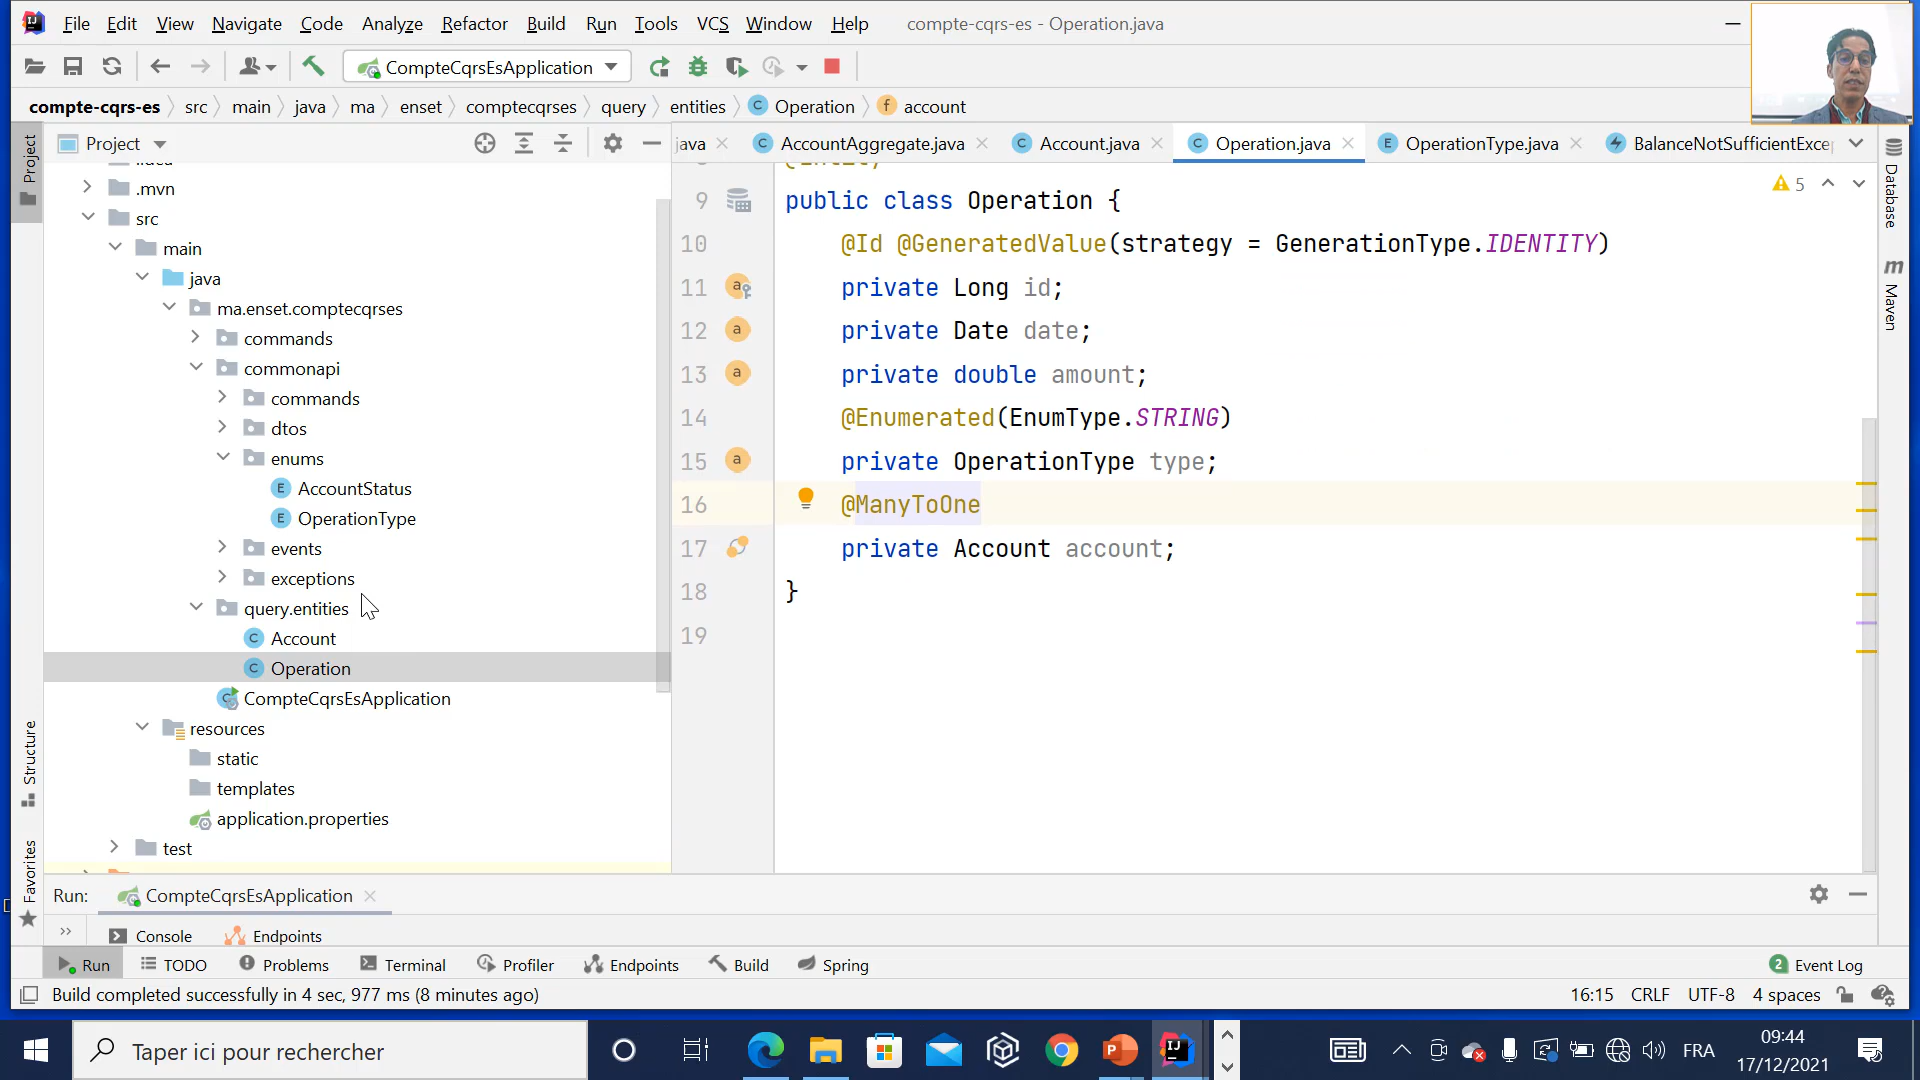 File Edit View Navigate Code Analyze Refactor Build Run Tools VCS Window Help compte-cqrs-es - Operation.java
CompteCqrsEsApplication
compte-cqrs-es src main java ma enset comptecqrses query entities Operation account
Project
java AccountAggregate.java Account.java Operation.java OperationType.java BalanceNotSufficientExce
.mvn
src
main
java
ma.enset.comptecqrses
commands
commonapi
commands
dtos
enums
AccountStatus
OperationType
events
exceptions
query.entities
Account
Operation
CompteCqrsEsApplication
resources
static
templates
application.properties
test
5
9 public class Operation {
10 @Id @GeneratedValue(strategy = GenerationType.IDENTITY)
11 private Long id;
12 private Date date;
13 private double amount;
14 @Enumerated(EnumType.STRING)
15 private OperationType type;
16 @ManyToOne
17 private Account account;
18 }
19
Project
Structure
Favorites
Database
Maven
Run: CompteCqrsEsApplication
Console Endpoints
Run TODO Problems Terminal Profiler Endpoints Build Spring 2 Event Log
Build completed successfully in 4 sec, 977 ms (8 minutes ago) 16:15 CRLF UTF-8 4 spaces
Taper ici pour rechercher FRA
09:44
17/12/2021